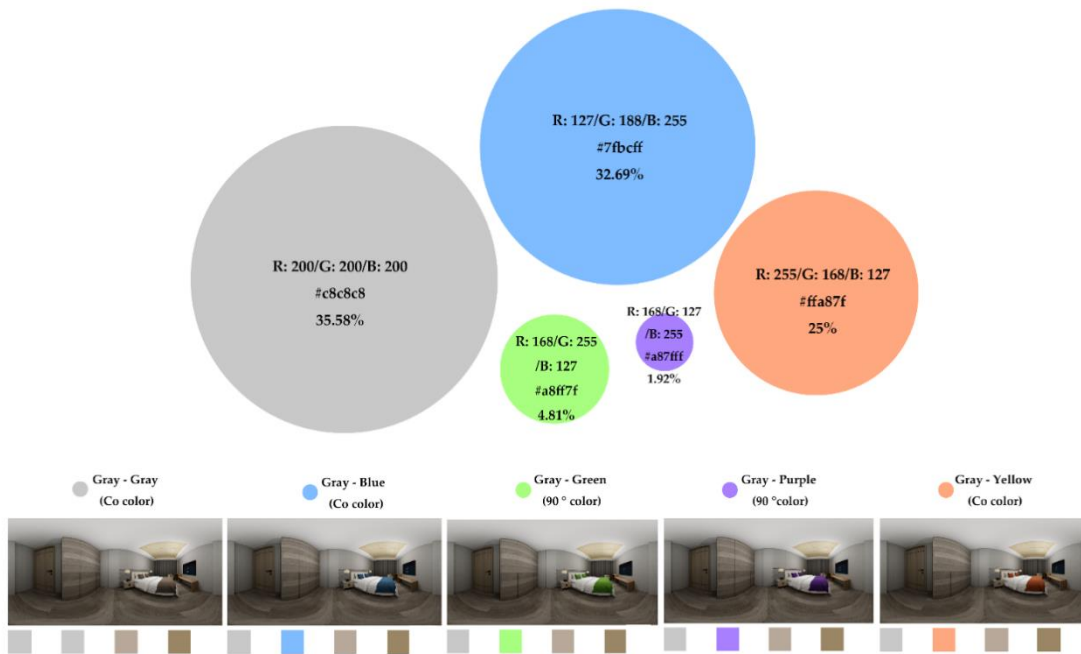 R: 127/G: 188/B: 255
#7fbcff
32.69%
R: 200/G: 200/B: 200
#c8c8c8
35.58%
R: 255/G: 168/B: 127
#ffa87f
25%
R: 168/G: 255
/B: 127
#a8ff7f
4.81%
R: 168/G: 127
/B: 255
#a87fff
1.92%
Gray - Gray
(Co color)
Gray - Blue
(Co color)
Gray - Green
(90 ° color)
Gray - Purple
(90 °color)
Gray - Yellow
(Co color)